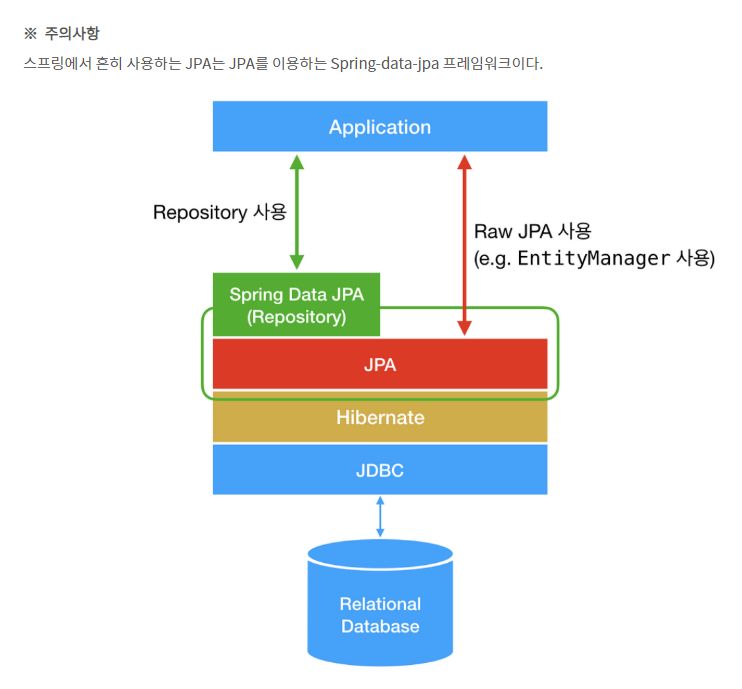 ※ 주의사항
스프링에서 흔히 사용하는 JPA는 JPA를 이용하는 Spring-data-jpa 프레임워크이다.
Application
Repository 사용
Raw JPA 사용
(e.g. EntityManager 사용)
Spring Data JPA
(Repository)
JPA
Hibernate
JDBC
Relational
Database